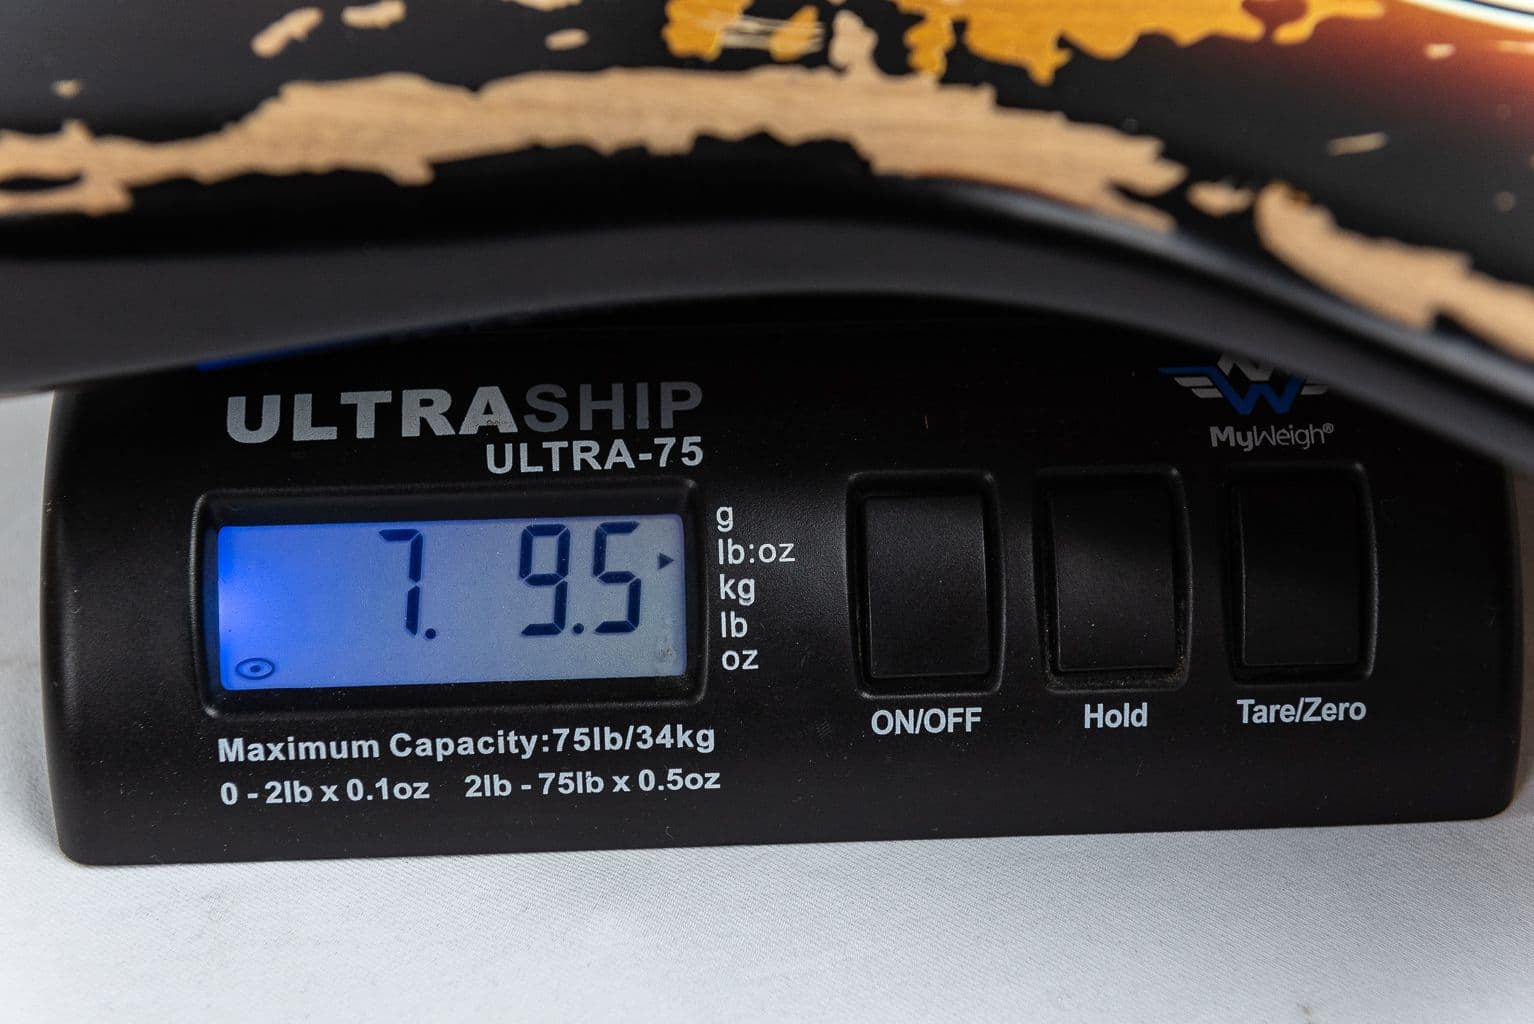 ULTRASHIP
ULTRA-75
MyWeigh®
7. 9.5
g
lb:oz
kg
lb
oz
ON/OFF
Hold
Tare/Zero
Maximum Capacity:75lb/34kg
0 - 2lb x 0.1oz 2lb - 75lb x 0.5oz